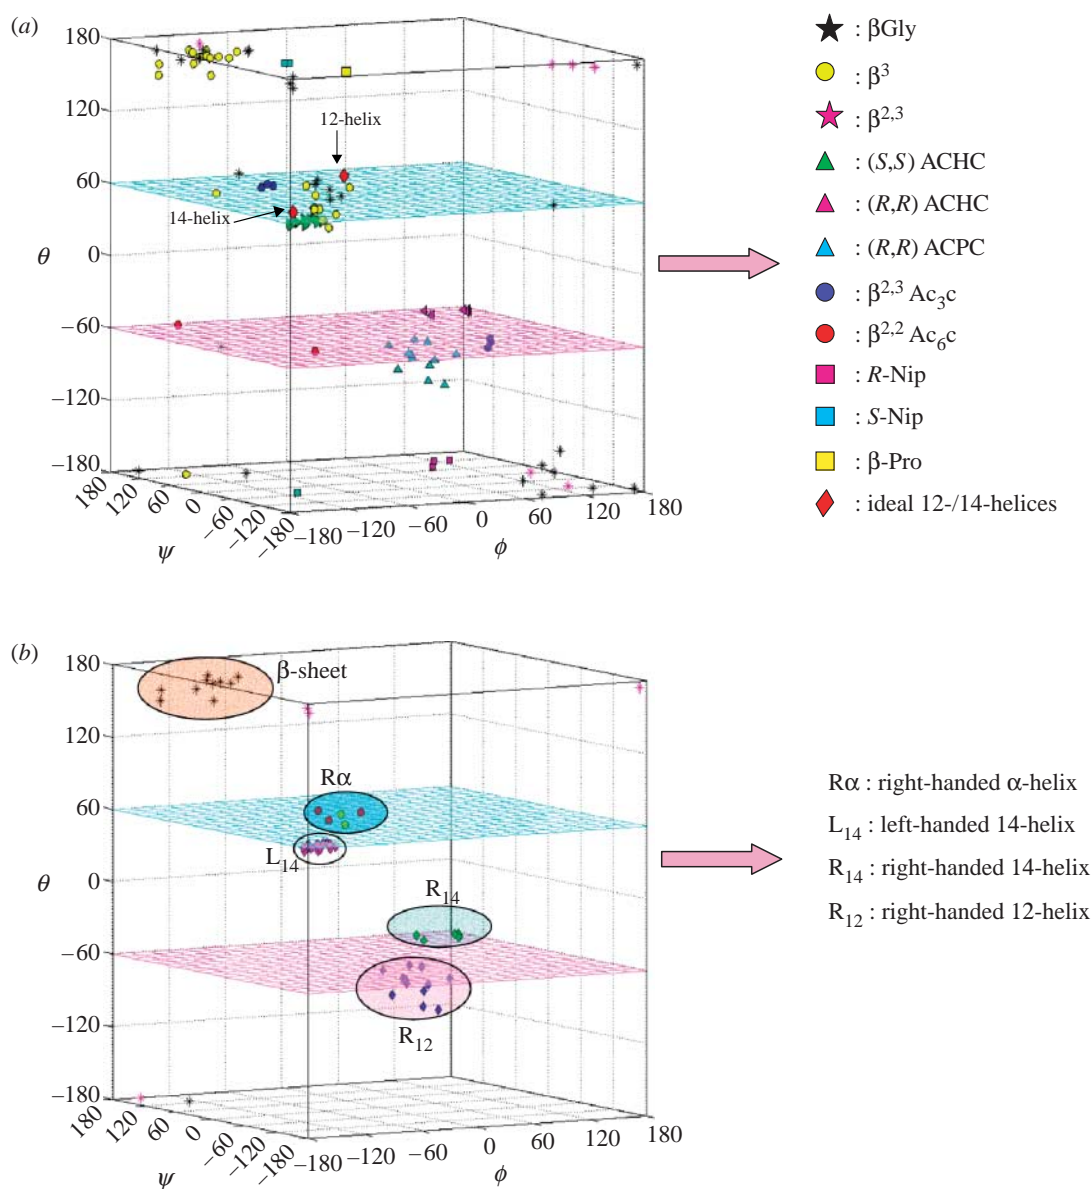 (a)
180
120
60
0
−60
−120
−180
θ
12-helix
14-helix
180
120
60
0
−60
−120
−180
ψ
−180
−120
−60
0
60
120
180
ϕ
: βGly
: β³
: β²,³
: (S,S) ACHC
: (R,R) ACHC
: (R,R) ACPC
: β²,³ Ac₃c
: β²,² Ac₆c
: R-Nip
: S-Nip
: β-Pro
: ideal 12-/14-helices
(b)
180
120
60
0
−60
−120
−180
θ
β-sheet
Rα
L₁₄
R₁₄
R₁₂
180
120
60
0
−60
−120
−180
ψ
−180
−120
−60
0
60
120
180
ϕ
Rα : right-handed α-helix
L₁₄ : left-handed 14-helix
R₁₄ : right-handed 14-helix
R₁₂ : right-handed 12-helix